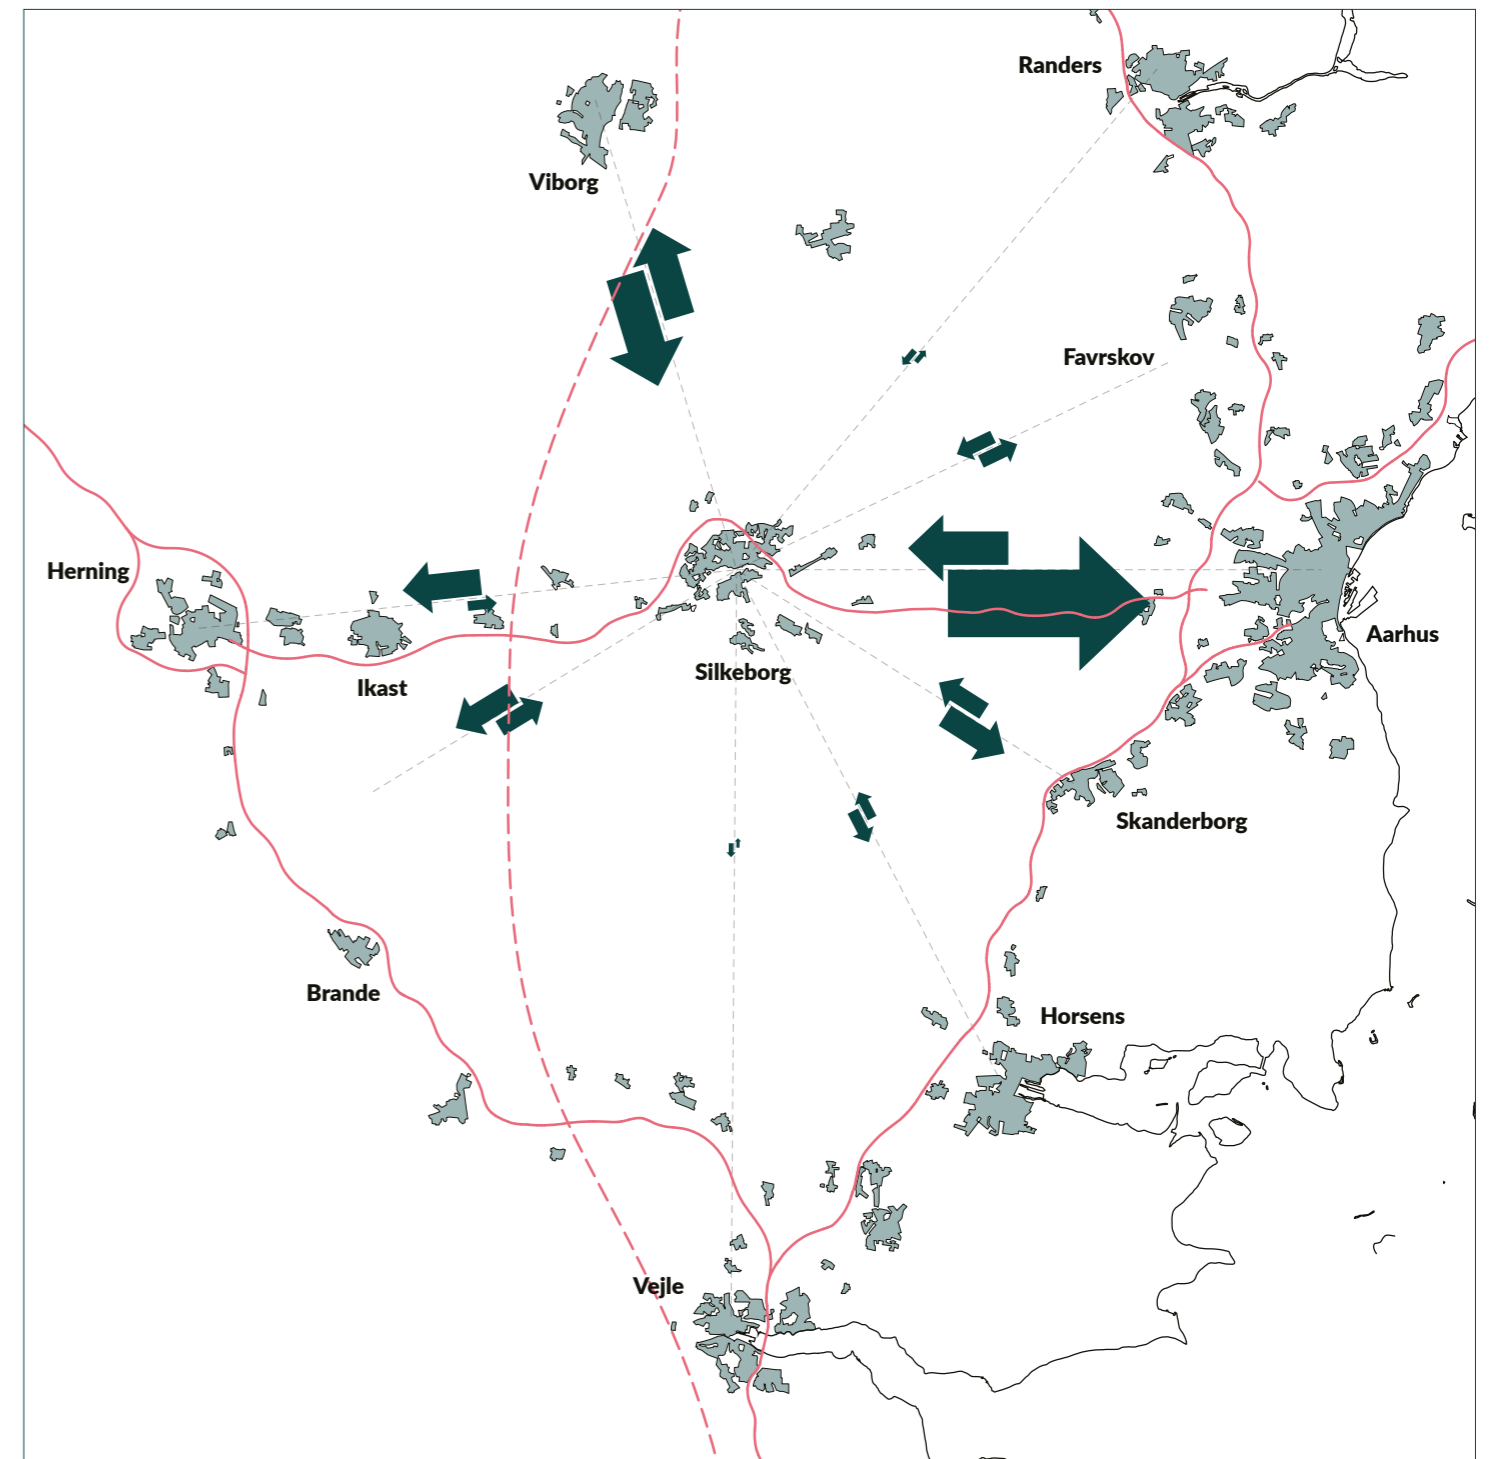 Randers
Viborg
Favrskov
Herning
Aarhus
Silkeborg
Ikast
Skanderborg
Brande
Horsens
Vejle